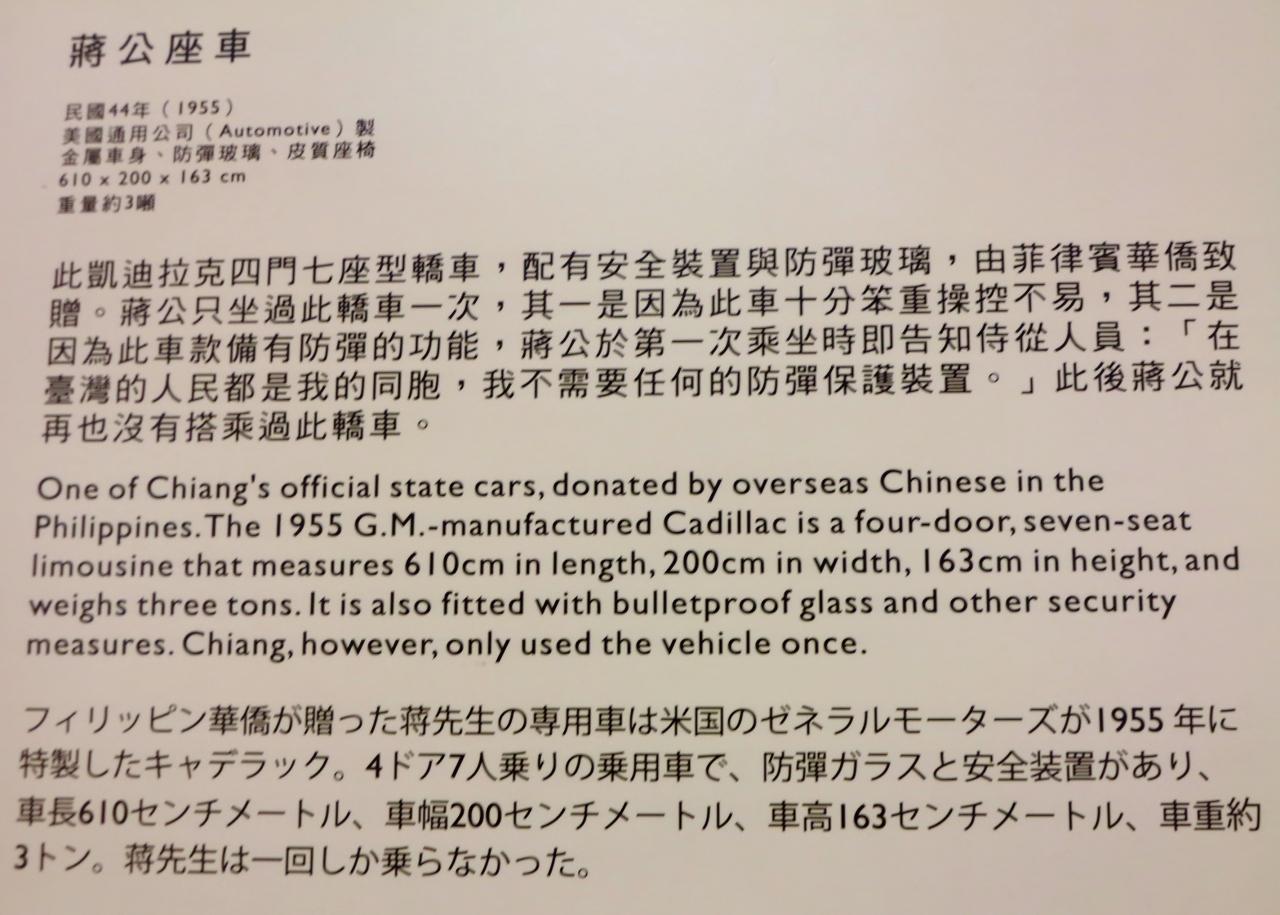 蔣公座車
民國44年（1955）
美國通用公司（Automotive）製
金屬車身、防彈玻璃、皮質座椅
610 x 200 x 163 cm
重量約3噸
此凱迪拉克四門七座型轎車，配有安全裝置與防彈玻璃，由菲律賓華僑致
贈。蔣公只坐過此轎車一次，其一是因為此車十分笨重操控不易，其二是
因為此車款備有防彈的功能，蔣公於第一次乘坐時即告知侍從人員：「在
臺灣的人民都是我的同胞，我不需要任何的防彈保護裝置。」此後蔣公就
再也沒有搭乘過此轎車。
One of Chiang's official state cars, donated by overseas Chinese in the
Philippines. The 1955 G.M.-manufactured Cadillac is a four-door, seven-seat
limousine that measures 610cm in length, 200cm in width, 163cm in height, and
weighs three tons. It is also fitted with bulletproof glass and other security
measures. Chiang, however, only used the vehicle once.
フィリッピン華僑が贈った蒋先生の専用車は米国のゼネラルモーターズが1955 年に
特製したキャデラック。4ドア7人乗りの乗用車で、防彈ガラスと安全装置があり、
車長610センチメートル、車幅200センチメートル、車高163センチメートル、車重約
3トン。蒋先生は一回しか乗らなかった。